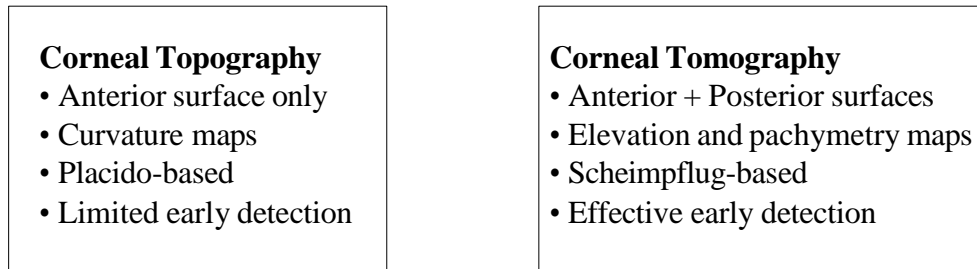 Corneal Topography
• Anterior surface only
• Curvature maps
• Placido-based
• Limited early detection
Corneal Tomography
• Anterior + Posterior surfaces
• Elevation and pachymetry maps
• Scheimpflug-based
• Effective early detection